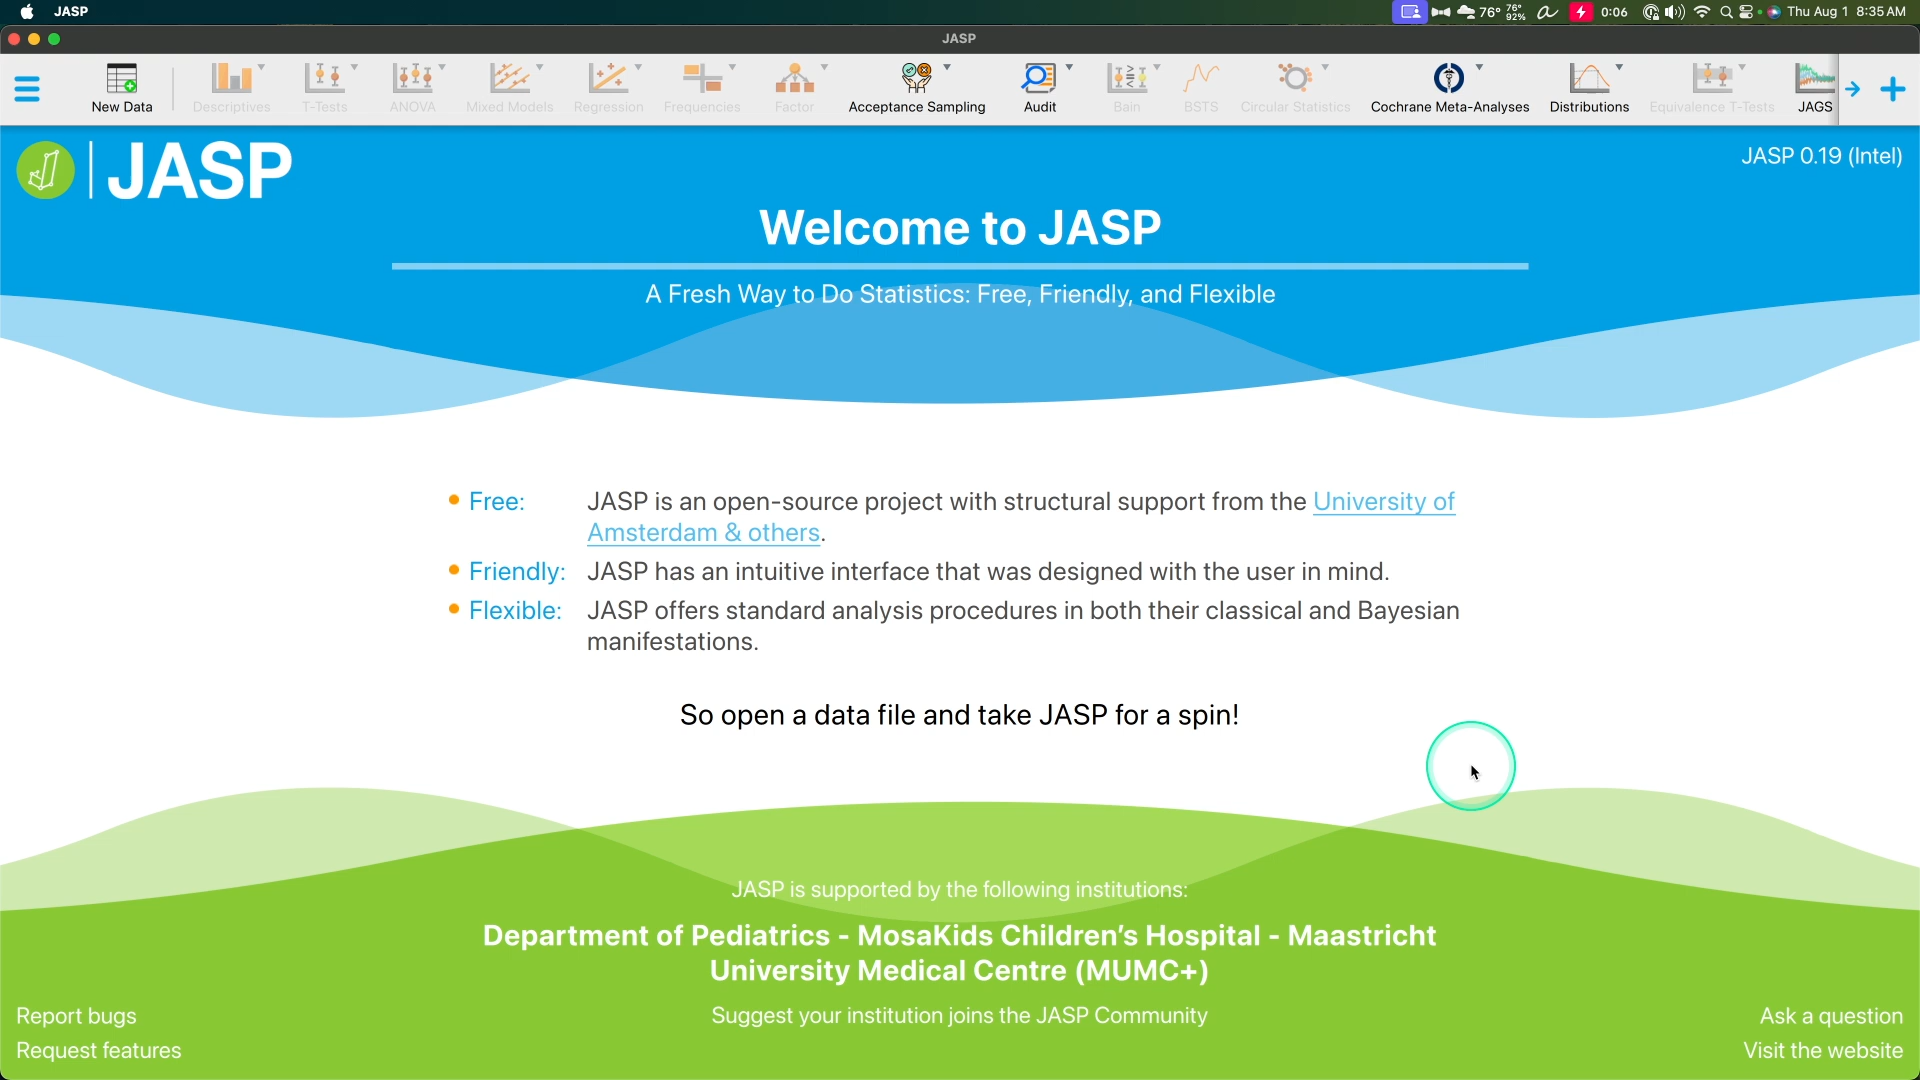 JASP
76° 76° 92% 0:06 Thu Aug 1 8:35 AM
JASP
New Data
Descriptives
T-Tests
ANOVA
Mixed Models
Regression
Frequencies
Factor
Acceptance Sampling
Audit
Bain
BSTS
Circular Statistics
Cochrane Meta-Analyses
Distributions
Equivalence T-Tests
JAGS
JASP
JASP 0.19 (Intel)
Welcome to JASP
A Fresh Way to Do Statistics: Free, Friendly, and Flexible
Free: JASP is an open-source project with structural support from the University of
Amsterdam & others.
Friendly: JASP has an intuitive interface that was designed with the user in mind.
Flexible: JASP offers standard analysis procedures in both their classical and Bayesian
manifestations.
So open a data file and take JASP for a spin!
JASP is supported by the following institutions:
Department of Pediatrics - MosaKids Children's Hospital - Maastricht
University Medical Centre (MUMC+)
Suggest your institution joins the JASP Community
Report bugs
Request features
Ask a question
Visit the website